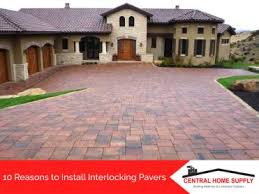 10 Reasons to Install Interlocking Pavers
CENTRAL HOME SUPPLY